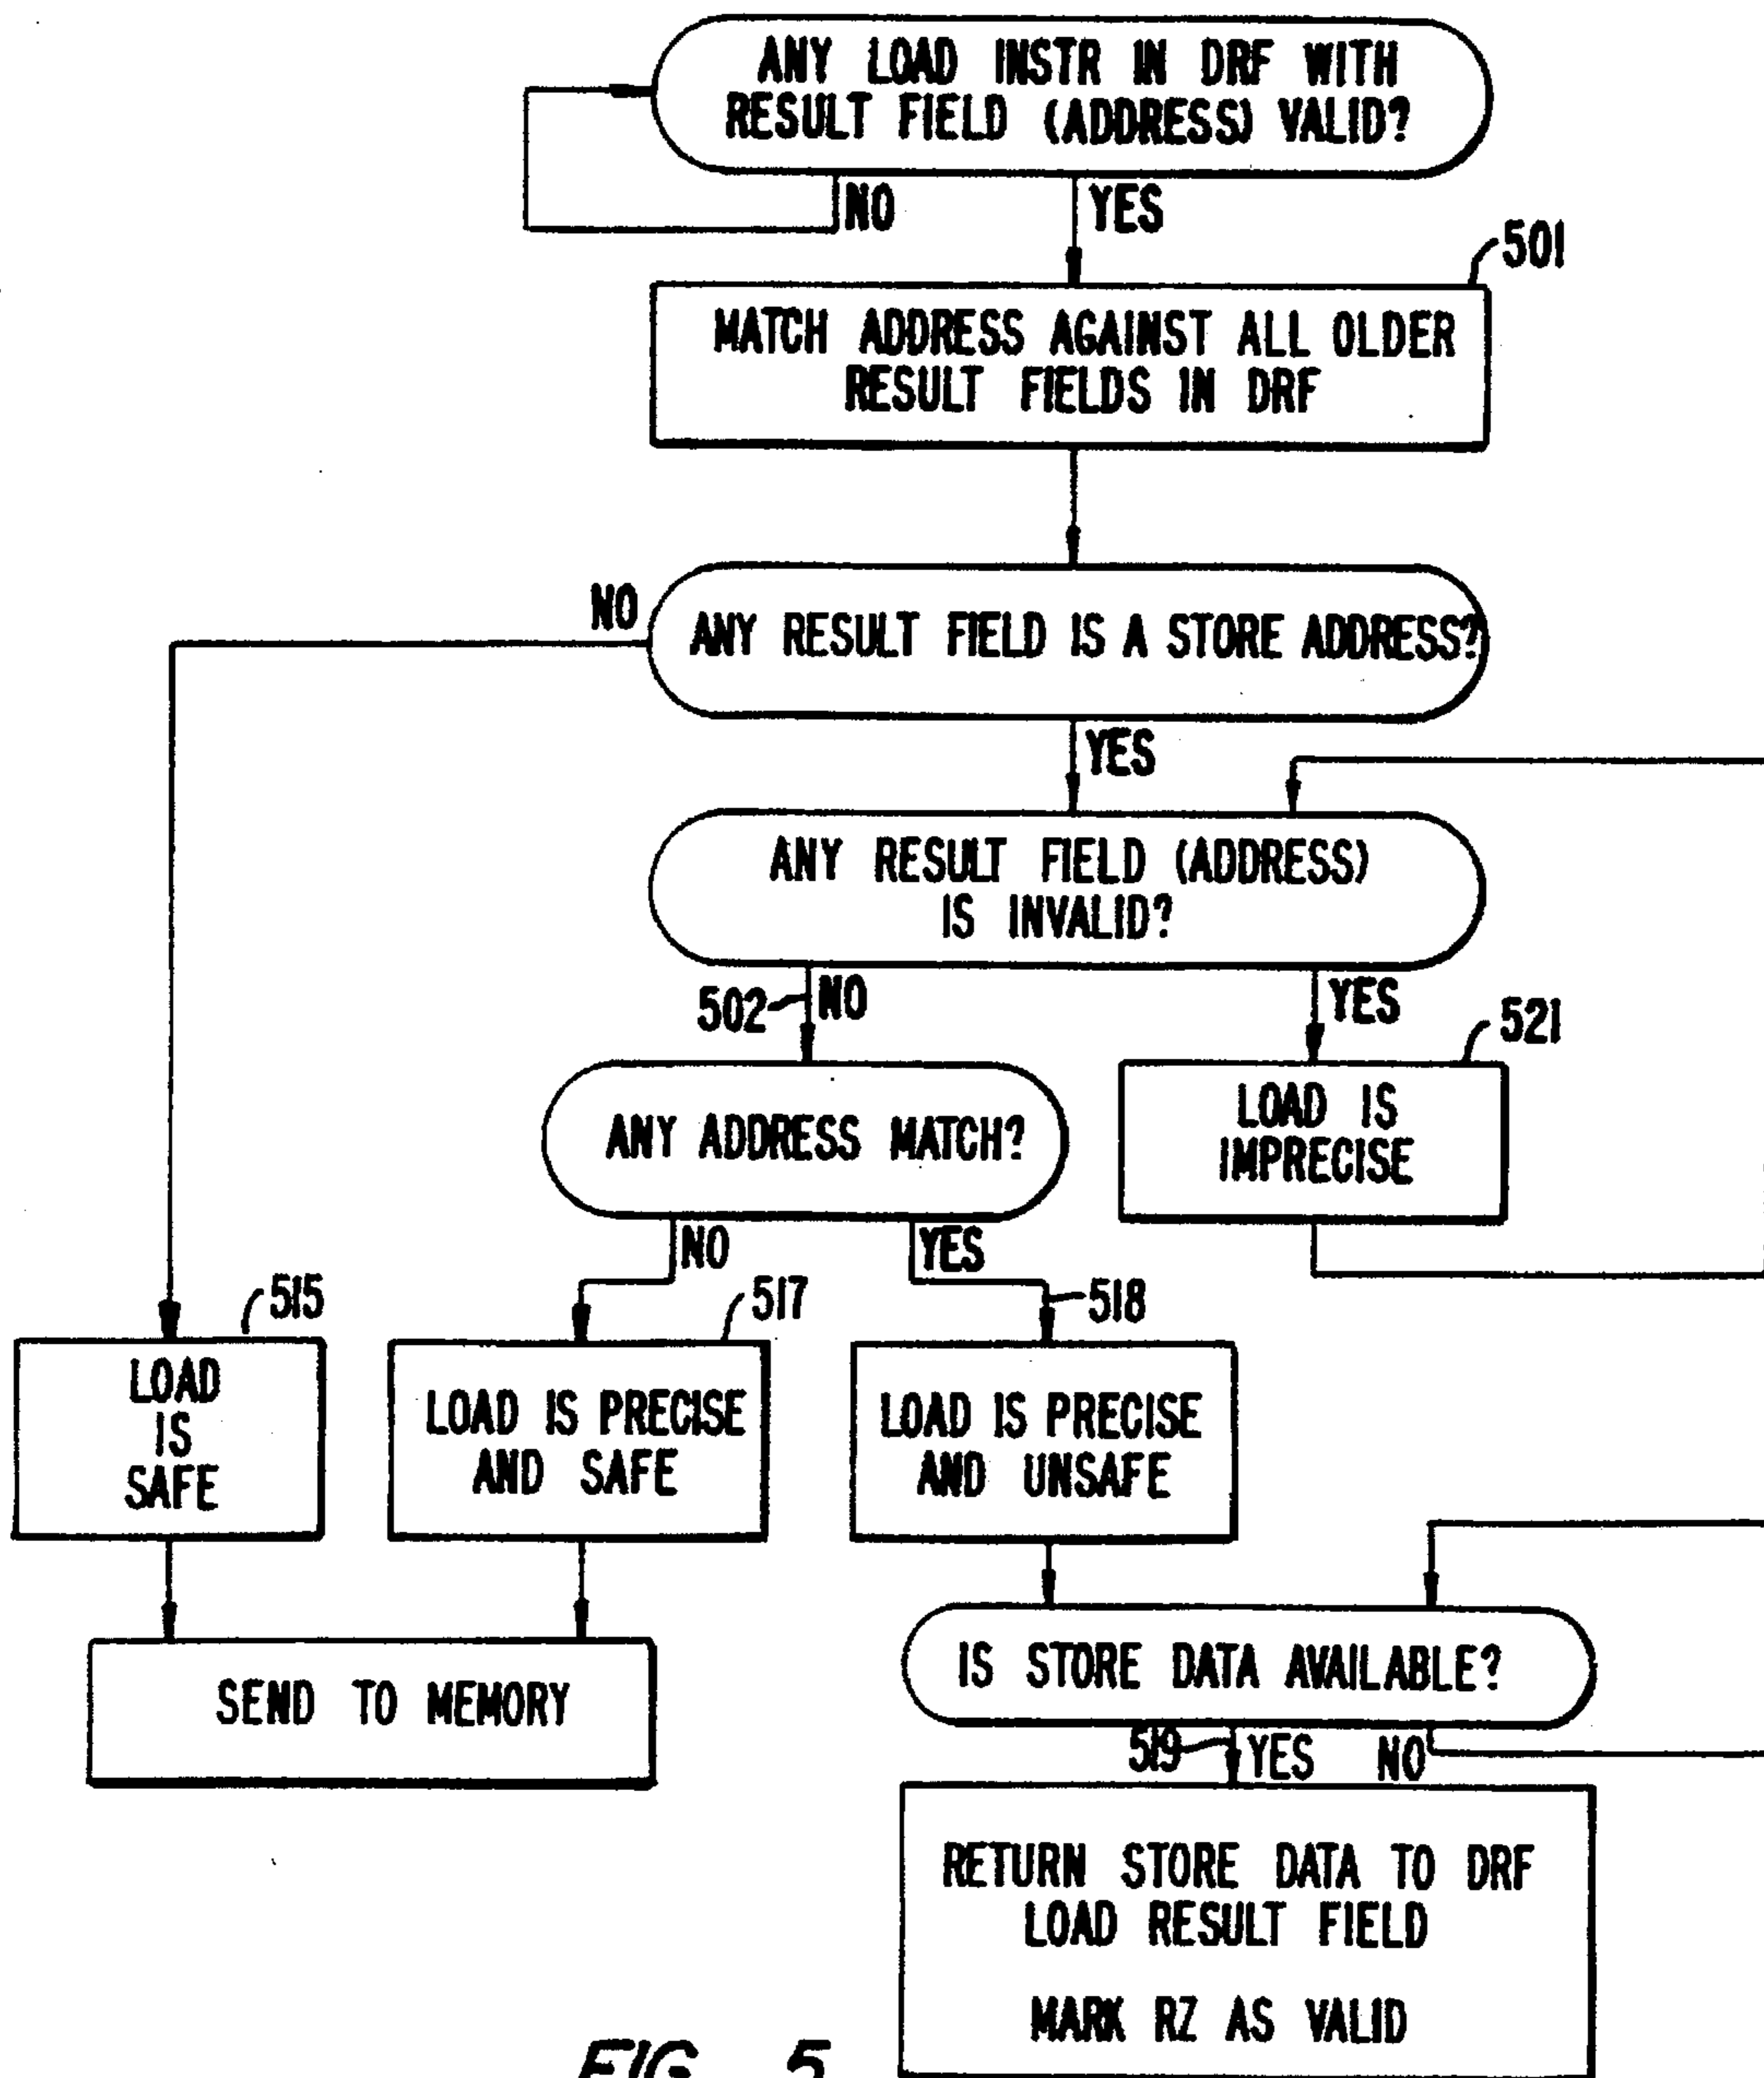 ANY LOAD INSTR IN DRF WITH
RESULT FIELD (ADDRESS) VALID?
NO
YES
501
MATCH ADDRESS AGAINST ALL OLDER
RESULT FIELDS IN DRF
NO
ANY RESULT FIELD IS A STORE ADDRESS?
YES
ANY RESULT FIELD (ADDRESS)
IS INVALID?
502
NO
YES
521
ANY ADDRESS MATCH?
LOAD IS
IMPRECISE
NO
YES
515
517
518
LOAD
IS
SAFE
LOAD IS PRECISE
AND SAFE
LOAD IS PRECISE
AND UNSAFE
IS STORE DATA AVAILABLE?
SEND TO MEMORY
519
YES
NO
RETURN STORE DATA TO DRF
LOAD RESULT FIELD
MARK RZ AS VALID
FIG. 5